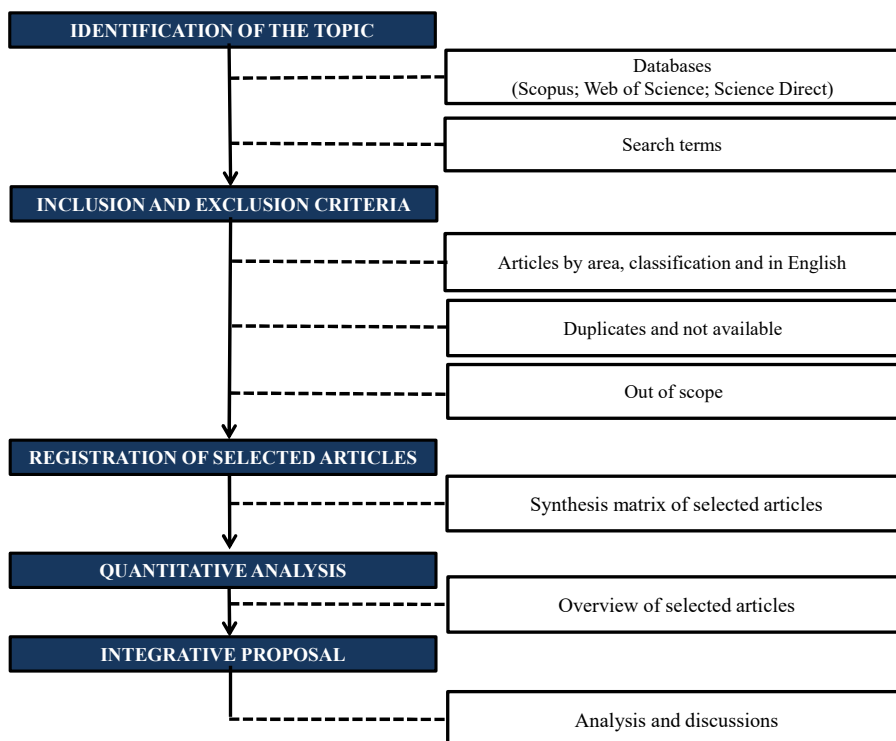 IDENTIFICATION OF THE TOPIC
Databases
(Scopus; Web of Science; Science Direct)
Search terms
INCLUSION AND EXCLUSION CRITERIA
Articles by area, classification and in English
Duplicates and not available
Out of scope
REGISTRATION OF SELECTED ARTICLES
Synthesis matrix of selected articles
QUANTITATIVE ANALYSIS
Overview of selected articles
INTEGRATIVE PROPOSAL
Analysis and discussions